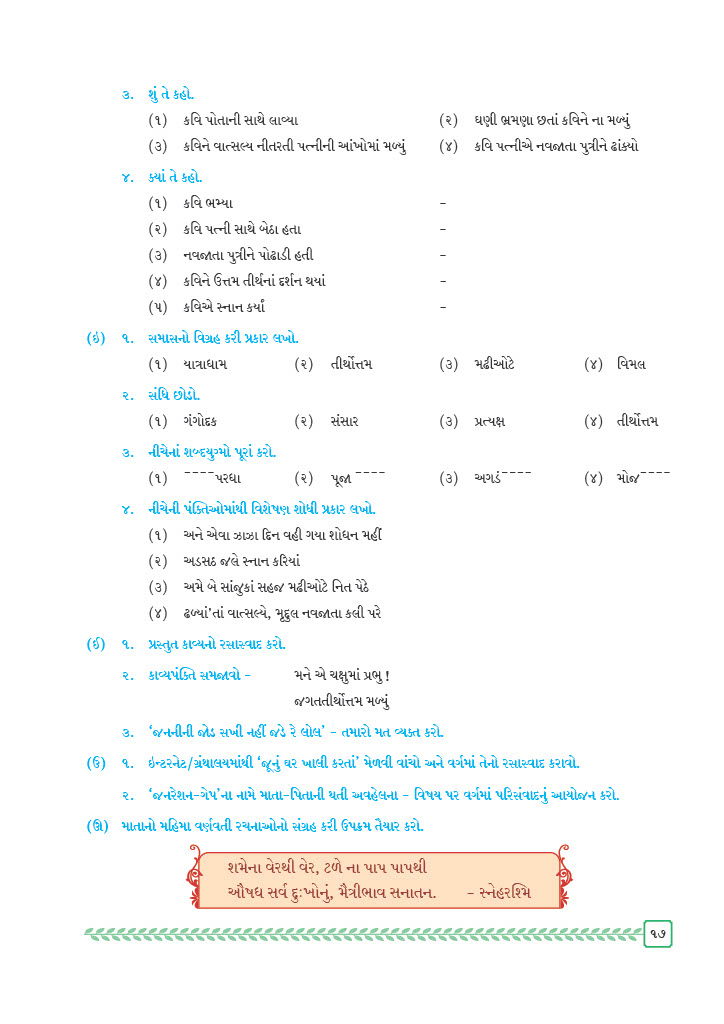 ૩. શું તે કહો.
(૧) કવિ પોતાની સાથે લાવ્યા (૨) ઘણી ભ્રમણા છતાં કવિને ના મળ્યું
(૩) કવિને વાત્સલ્ય નીતરતી પત્નીની આંખોમાં મળ્યું (૪) કવિ પત્નીએ નવજાતા પુત્રીને ઢાંક્યો
૪. ક્યાં તે કહો.
(૧) કવિ ભમ્યા -
(૨) કવિ પત્ની સાથે બેઠા હતા -
(૩) નવજાતા પુત્રીને પોઢાડી હતી -
(૪) કવિને ઉત્તમ તીર્થનાં દર્શન થયાં -
(૫) કવિએ સ્નાન કર્યાં -
(ઇ) ૧. સમાસનો વિગ્રહ કરી પ્રકાર લખો.
(૧) યાત્રાધામ (૨) તીર્થોત્તમ (૩) મઢીઓટે (૪) વિમલ
૨. સંધિ છોડો.
(૧) ગંગોદક (૨) સંસાર (૩) પ્રત્યક્ષ (૪) તીર્થોત્તમ
૩. નીચેનાં શબ્દયુગ્મો પૂરાં કરો.
(૧) ----પરધા (૨) પૂજા ---- (૩) અગડં---- (૪) મોજ----
૪. નીચેની પંક્તિઓમાંથી વિશેષણ શોધી પ્રકાર લખો.
(૧) અને એવા ઝાઝા દિન વહી ગયા શોધન મહીં
(૨) અડસઠ જલે સ્નાન કરિયાં
(૩) અમે બે સાંજુકાં સહજ મઢીઓટે નિત પેઠે
(૪) ઢળ્યાં'તાં વાત્સલ્યે, મૃદુલ નવજાતા કલી પરે
(ઈ) ૧. પ્રસ્તુત કાવ્યનો રસાસ્વાદ કરો.
૨. કાવ્યપંક્તિ સમજાવો - મને એ ચક્ષુમાં પ્રભુ !
જગતતીર્થોત્તમ મળ્યું
૩. ‘જનનીની જોડ સખી નહીં જડે રે લોલ’ - તમારો મત વ્યક્ત કરો.
(ઉ) ૧. ઇન્ટરનેટ/ગ્રંથાલયમાંથી ‘જૂનું ઘર ખાલી કરતાં’ મેળવી વાંચો અને વર્ગમાં તેનો રસાસ્વાદ કરાવો.
૨. ‘જનરેશન-ગેપ’ના નામે માતા-પિતાની થતી અવહેલના - વિષય પર વર્ગમાં પરિસંવાદનું આયોજન કરો.
(ઊ) માતાનો મહિમા વર્ણવતી રચનાઓનો સંગ્રહ કરી ઉપક્રમ તૈયાર કરો.
શમેના વેરથી વેર, ટળે ના પાપ પાપથી
ઔષધ સર્વ દુઃખોનું, મૈત્રીભાવ સનાતન. - સ્નેહરશ્મિ
૧૭